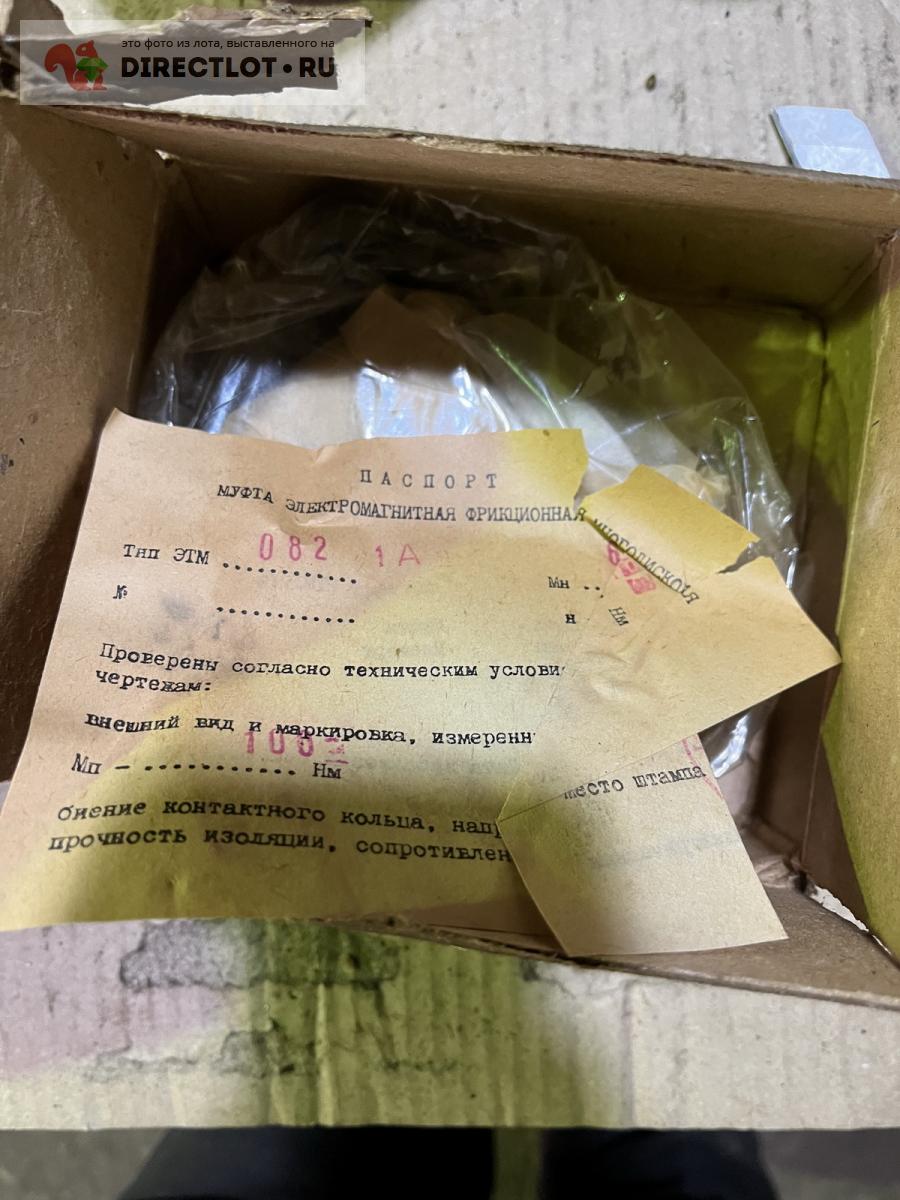 это фото из лота, выставленного на
DIRECTLOT•RU
ПАСПОРТ
МУФТА ЭЛЕКТРОМАГНИТНАЯ ФРИКЦИОННАЯ МНОГОДИСКОВАЯ
Тип ЭТМ 082 1А
Мн .. Нм
№ ............ н
Проверены согласно техническим услови
чертежам:
внешний вид и маркировка, измеренн
Мп - ........... Нм
место штампа
биение контактного кольца, нап
прочность изоляции, сопротивлен